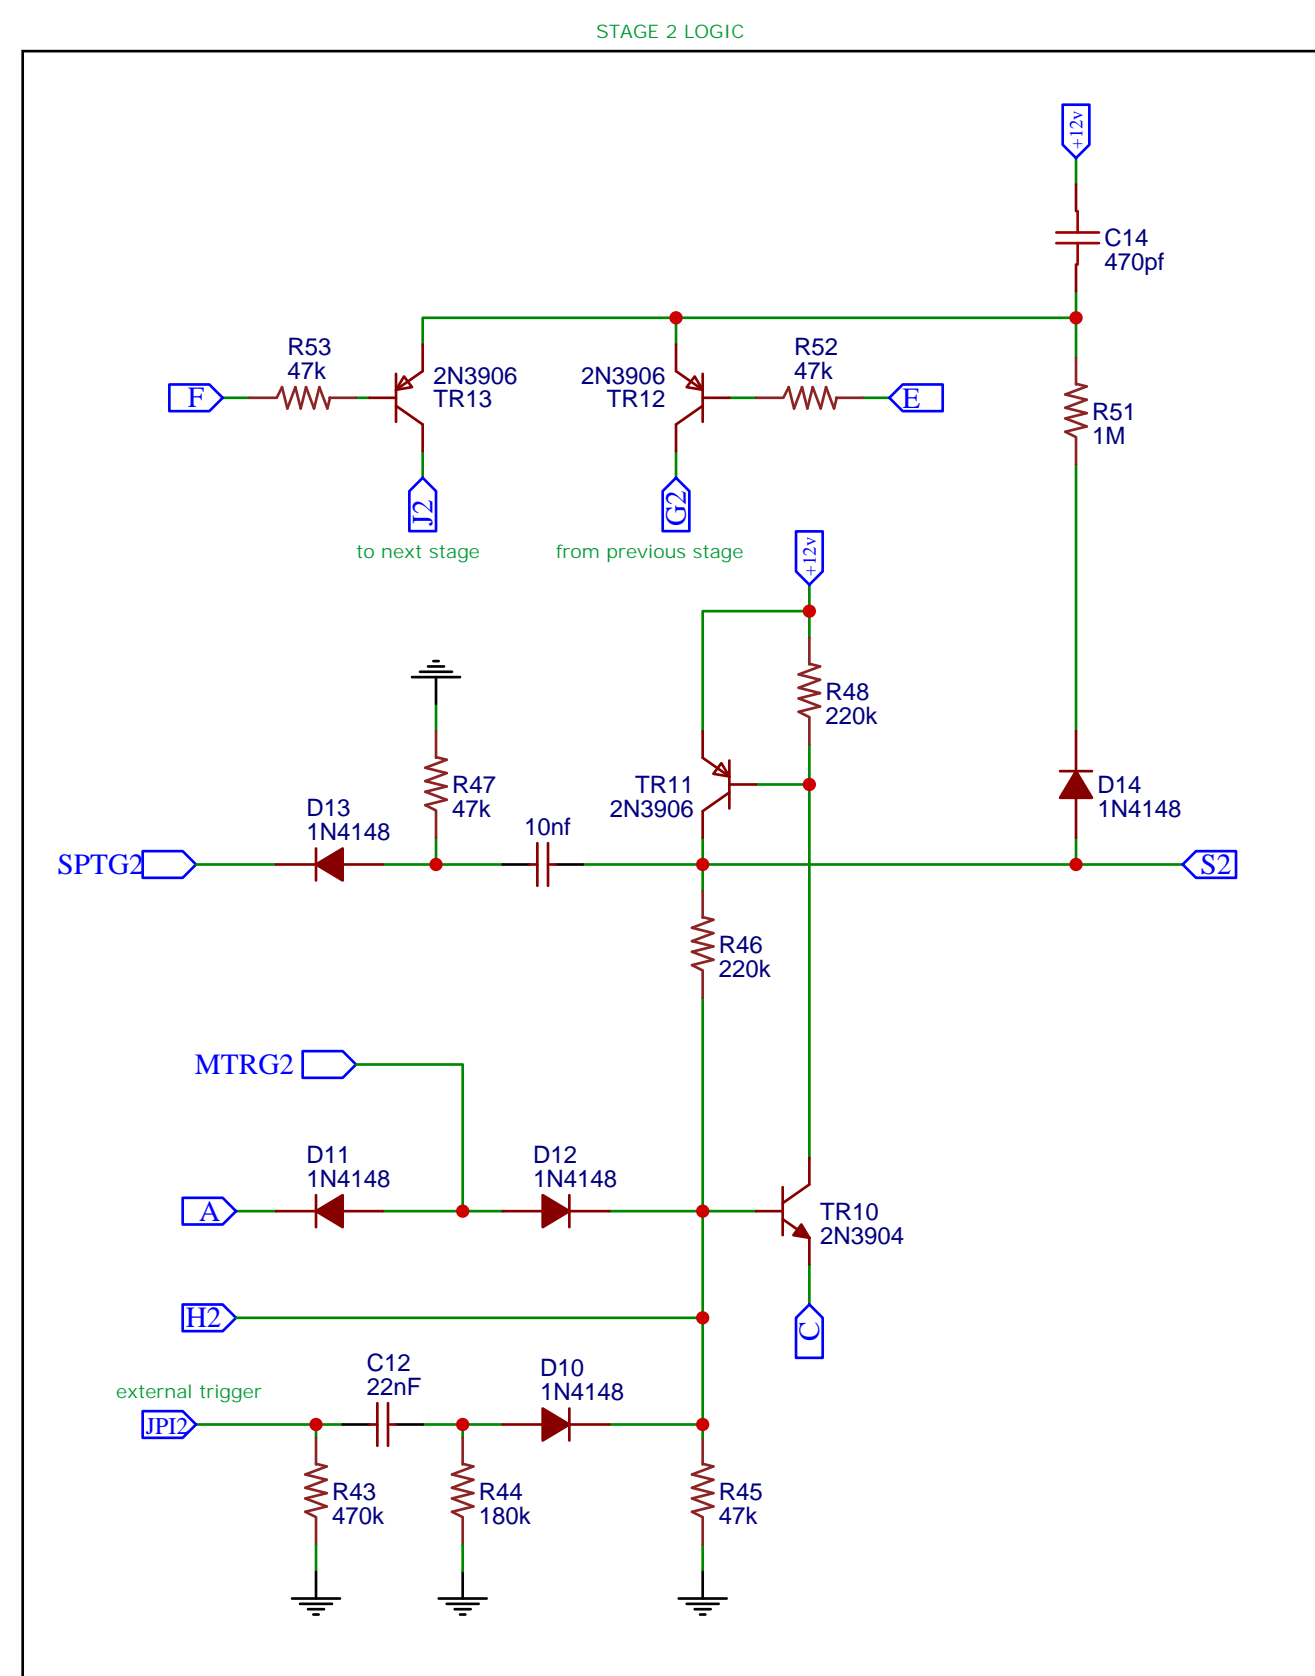 STAGE 2 LOGIC
+12v
C14
470pf
R53
47k
2N3906
TR13
2N3906
TR12
R52
47k
F
E
R51
1M
J2
G2
to next stage
from previous stage
+12v
R48
220k
R47
47k
TR11
2N3906
D14
1N4148
D13
1N4148
10nf
SPTG2
S2
R46
220k
MTRG2
D11
1N4148
D12
1N4148
A
TR10
2N3904
H2
C
C12
22nF
D10
1N4148
external trigger
JPI2
R43
470k
R44
180k
R45
47k